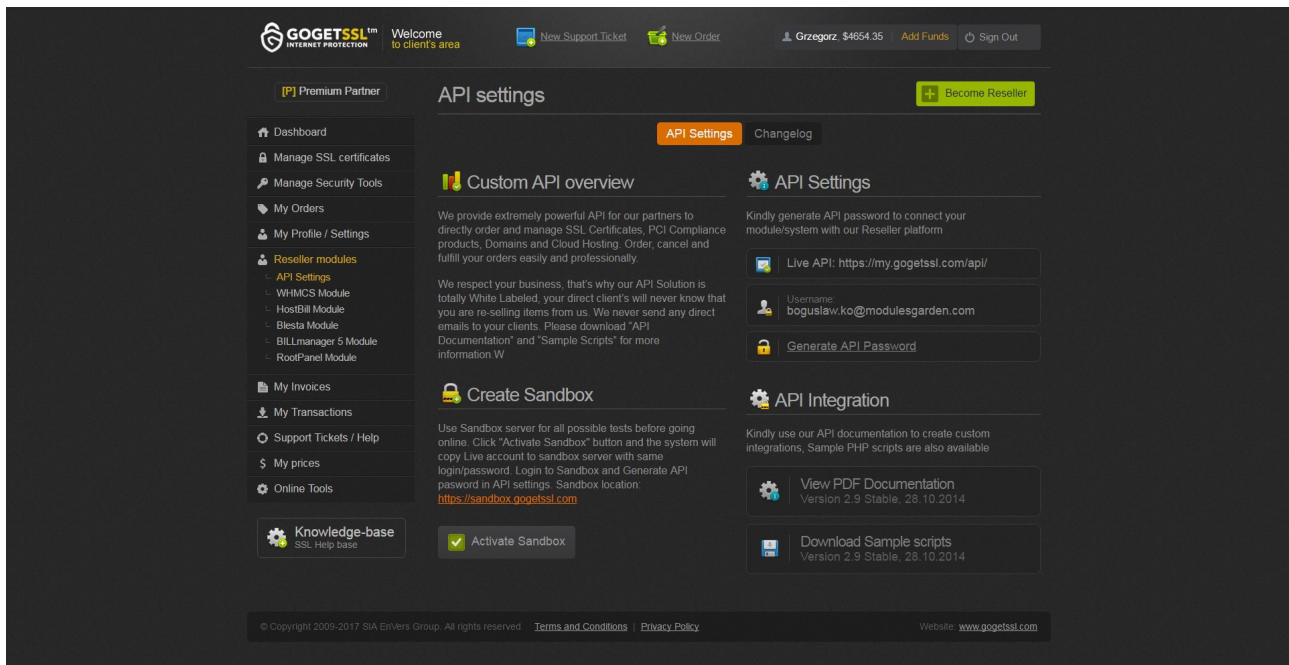 GOGETSSL™
INTERNET PROTECTION
Welcome
to client's area
New Support Ticket
New Order
Grzegorz, $4654.35
Add Funds
Sign Out
[P] Premium Partner
Dashboard
Manage SSL certificates
Manage Security Tools
My Orders
My Profile / Settings
Reseller modules
API Settings
WHMCS Module
HostBill Module
Blesta Module
BILLmanager 5 Module
RootPanel Module
My Invoices
My Transactions
Support Tickets / Help
My prices
Online Tools
Knowledge-base
SSL Help base
API settings
Become Reseller
API Settings
Changelog
Custom API overview
We provide extremely powerful API for our partners to
directly order and manage SSL Certificates, PCI Compliance
products, Domains and Cloud Hosting. Order, cancel and
fulfill your orders easily and professionally.
We respect your business, that's why our API Solution is
totally White Labeled, your direct client's will never know that
you are re-selling items from us. We never send any direct
emails to your clients. Please download "API
Documentation" and "Sample Scripts" for more
information.W
Create Sandbox
Use Sandbox server for all possible tests before going
online. Click "Activate Sandbox" button and the system will
copy Live account to sandbox server with same
login/password. Login to Sandbox and Generate API
pasword in API settings. Sandbox location:
https://sandbox.gogetssl.com
Activate Sandbox
API Settings
Kindly generate API password to connect your
module/system with our Reseller platform
Live API: https://my.gogetssl.com/api/
Username:
boguslaw.ko@modulesgarden.com
Generate API Password
API Integration
Kindly use our API documentation to create custom
integrations, Sample PHP scripts are also available
View PDF Documentation
Version 2.9 Stable, 28.10.2014
Download Sample scripts
Version 2.9 Stable, 28.10.2014
© Copyright 2009-2017 SIA EnVers Group. All rights reserved
Terms and Conditions | Privacy Policy
Website: www.gogetssl.com